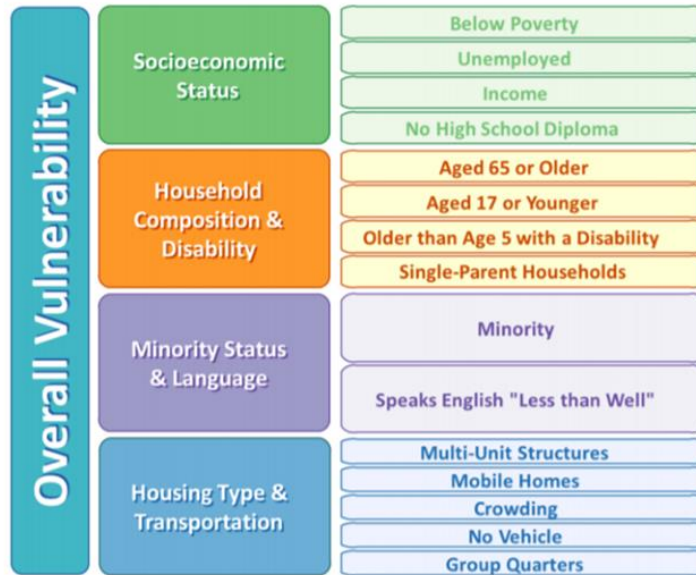 Overall Vulnerability
Socioeconomic
Status
Below Poverty
Unemployed
Income
No High School Diploma
Household
Composition &
Disability
Aged 65 or Older
Aged 17 or Younger
Older than Age 5 with a Disability
Single-Parent Households
Minority Status
& Language
Minority
Speaks English "Less than Well"
Housing Type &
Transportation
Multi-Unit Structures
Mobile Homes
Crowding
No Vehicle
Group Quarters